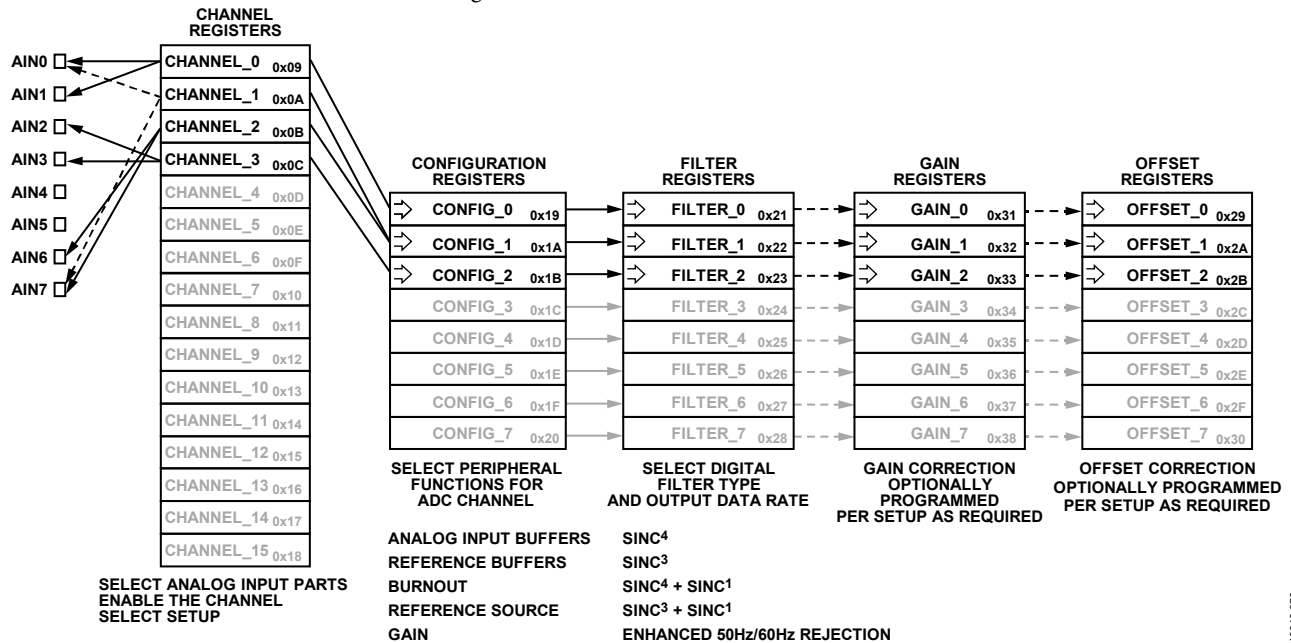 CHANNEL
REGISTERS
AIN0
AIN1
AIN2
AIN3
AIN4
AIN5
AIN6
AIN7
CHANNEL_0 0x09
CHANNEL_1 0x0A
CHANNEL_2 0x0B
CHANNEL_3 0x0C
CHANNEL_4 0x0D
CHANNEL_5 0x0E
CHANNEL_6 0x0F
CHANNEL_7 0x10
CHANNEL_8 0x11
CHANNEL_9 0x12
CHANNEL_10 0x13
CHANNEL_11 0x14
CHANNEL_12 0x15
CHANNEL_13 0x16
CHANNEL_14 0x17
CHANNEL_15 0x18
SELECT ANALOG INPUT PARTS
ENABLE THE CHANNEL
SELECT SETUP
CONFIGURATION
REGISTERS
CONFIG_0 0x19
CONFIG_1 0x1A
CONFIG_2 0x1B
CONFIG_3 0x1C
CONFIG_4 0x1D
CONFIG_5 0x1E
CONFIG_6 0x1F
CONFIG_7 0x20
SELECT PERIPHERAL
FUNCTIONS FOR
ADC CHANNEL
ANALOG INPUT BUFFERS
REFERENCE BUFFERS
BURNOUT
REFERENCE SOURCE
GAIN
FILTER
REGISTERS
FILTER_0 0x21
FILTER_1 0x22
FILTER_2 0x23
FILTER_3 0x24
FILTER_4 0x25
FILTER_5 0x26
FILTER_6 0x27
FILTER_7 0x28
SELECT DIGITAL
FILTER TYPE
AND OUTPUT DATA RATE
SINC4
SINC3
SINC4 + SINC1
SINC3 + SINC1
ENHANCED 50Hz/60Hz REJECTION
GAIN
REGISTERS
GAIN_0 0x31
GAIN_1 0x32
GAIN_2 0x33
GAIN_3 0x34
GAIN_4 0x35
GAIN_5 0x36
GAIN_6 0x37
GAIN_7 0x38
GAIN CORRECTION
OPTIONALLY
PROGRAMMED
PER SETUP AS REQUIRED
OFFSET
REGISTERS
OFFSET_0 0x29
OFFSET_1 0x2A
OFFSET_2 0x2B
OFFSET_3 0x2C
OFFSET_4 0x2D
OFFSET_5 0x2E
OFFSET_6 0x2F
OFFSET_7 0x30
OFFSET CORRECTION
OPTIONALLY PROGRAMMED
PER SETUP AS REQUIRED